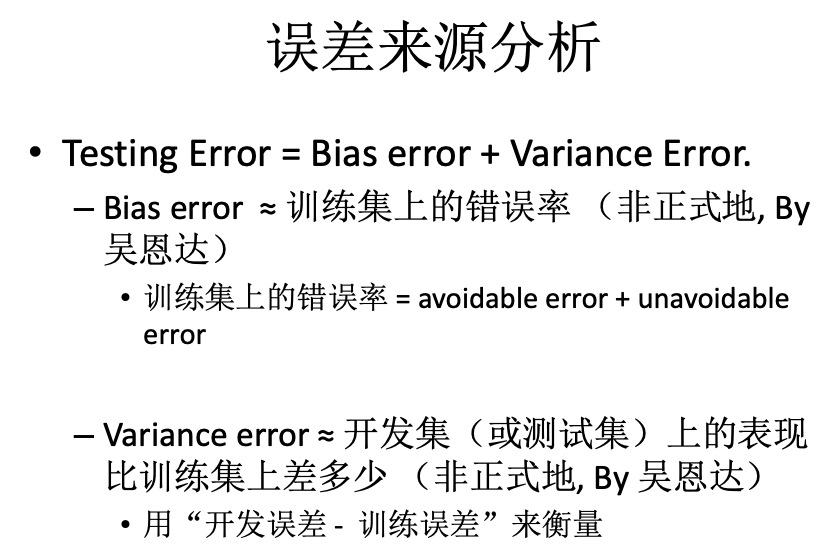 误差来源分析
• Testing Error = Bias error + Variance Error.
– Bias error ≈ 训练集上的错误率 （非正式地, By
吴恩达）
• 训练集上的错误率 = avoidable error + unavoidable
error
– Variance error ≈ 开发集（或测试集）上的表现
比训练集上差多少 （非正式地, By 吴恩达）
• 用“开发误差 - 训练误差”来衡量